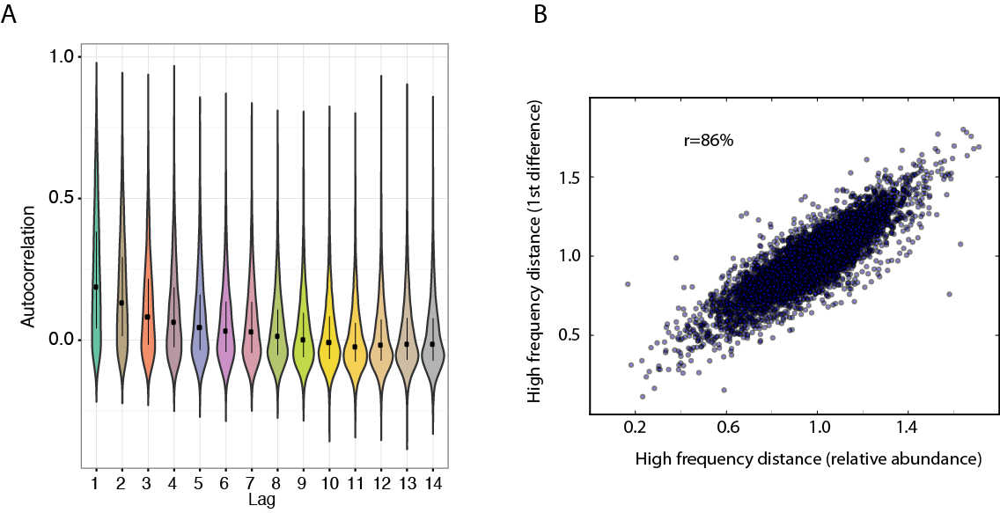 A
B
1.0
0.5
0.0
Autocorrelation
1 2 3 4 5 6 7 8 9 10 11 12 13 14
Lag
r=86%
1.5
1.0
0.5
High frequency distance (1st difference)
0.2 0.6 1.0 1.4
High frequency distance (relative abundance)